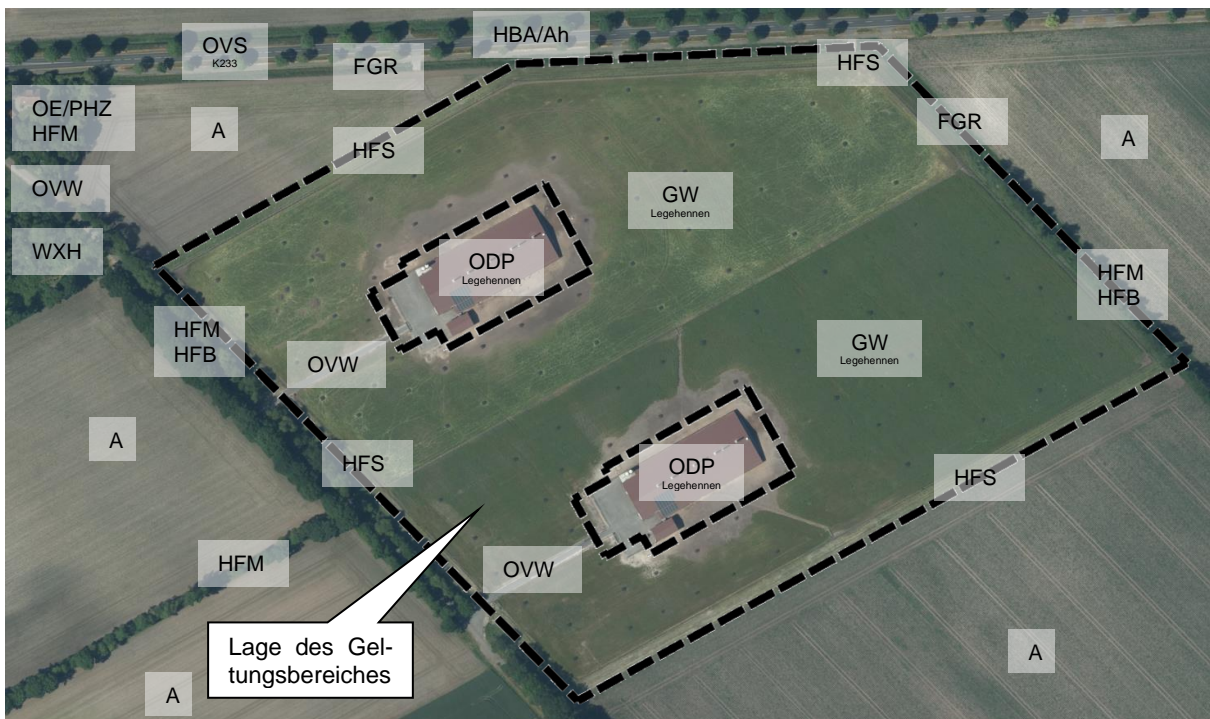 OVS
K233
HBA/Ah
FGR
HFS
OE/PHZ
HFM
A
FGR
A
HFS
OVW
GW
Legehennen
WXH
ODP
Legehennen
HFM
HFB
HFM
HFB
OVW
GW
Legehennen
A
HFS
ODP
Legehennen
HFS
HFM
OVW
Lage des Gel-
tungsbereiches
A
A